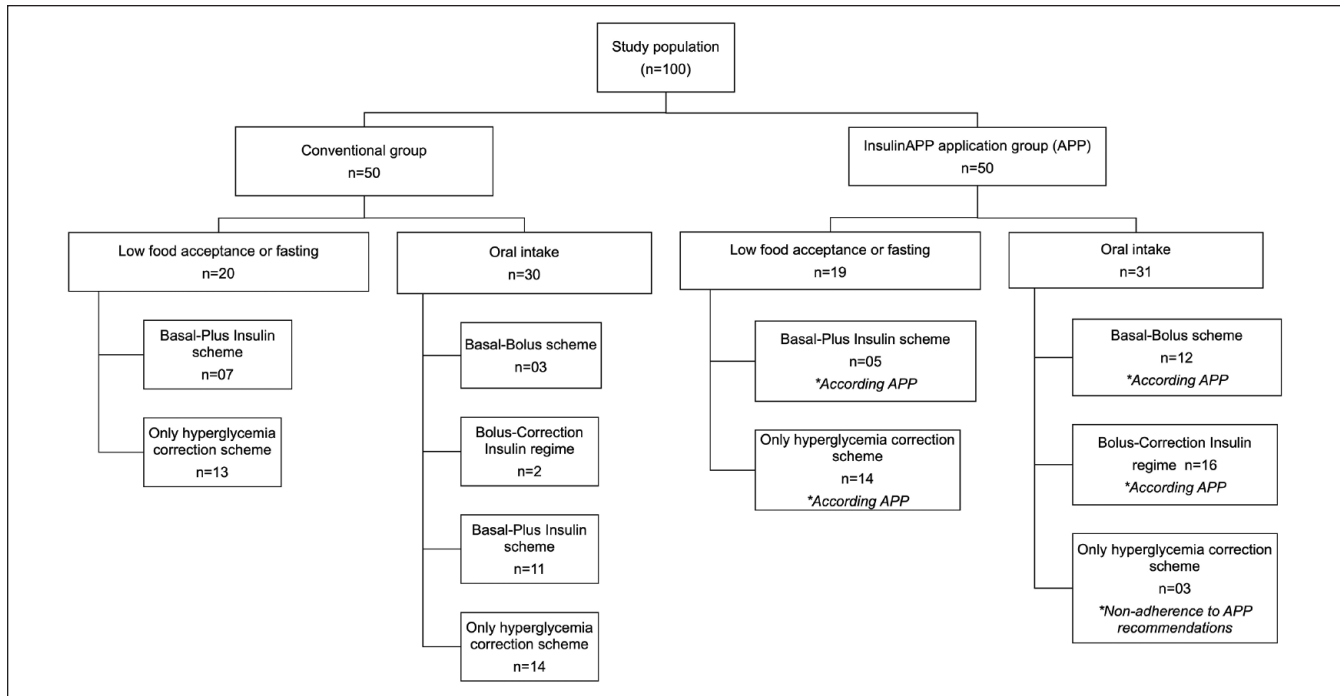 Study population
(n=100)
Conventional group
n=50
InsulinAPP application group (APP)
n=50
Low food acceptance or fasting
n=20
Oral intake
n=30
Low food acceptance or fasting
n=19
Oral intake
n=31
Basal-Plus Insulin
scheme
n=07
Only hyperglycemia
correction scheme
n=13
Basal-Bolus scheme
n=03
Bolus-Correction
Insulin regime
n=2
Basal-Plus Insulin
scheme
n=11
Only hyperglycemia
correction scheme
n=14
Basal-Plus Insulin scheme
n=05
*According APP
Only hyperglycemia correction
scheme
n=14
*According APP
Basal-Bolus scheme
n=12
*According APP
Bolus-Correction Insulin
regime n=16
*According APP
Only hyperglycemia correction
scheme
n=03
*Non-adherence to APP
recommendations